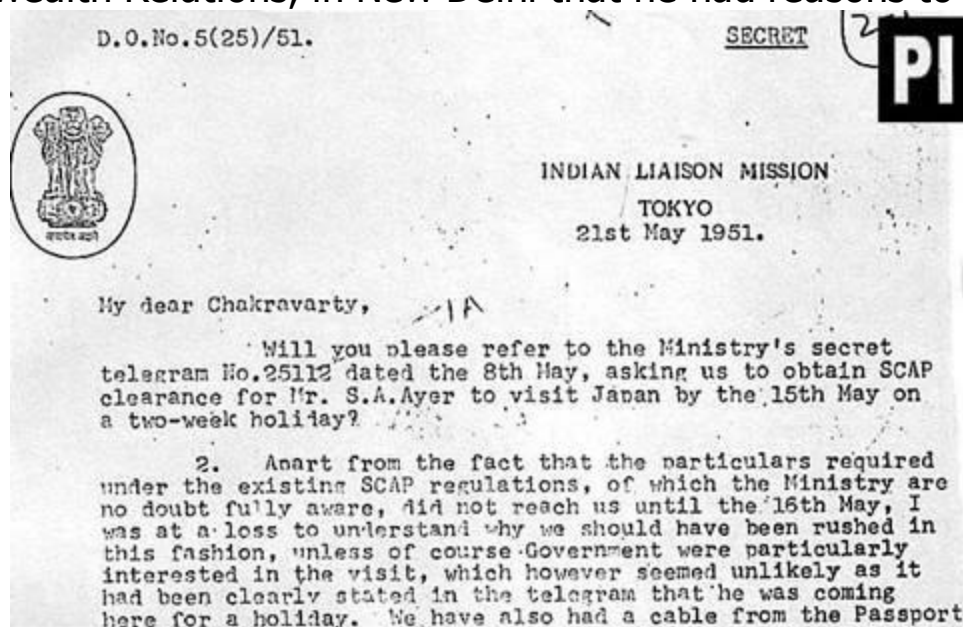 ealth Relations, in New Delhi that he had reasons to
D.O.No.5(25)/51.
SECRET
2
PI
INDIAN LIAISON MISSION
TOKYO
21st May 1951.
सत्यमेव जयते
My dear Chakravarty,
1A
Will you please refer to the Ministry's secret
telegram No.25112 dated the 8th May, asking us to obtain SCAP
clearance for Mr. S.A.Ayer to visit Japan by the 15th May on
a two-week holiday?
2. Apart from the fact that the particulars required
under the existing SCAP regulations, of which the Ministry are
no doubt fully aware, did not reach us until the 16th May, I
was at a loss to understand why we should have been rushed in
this fashion, unless of course Government were particularly
interested in the visit, which however seemed unlikely as it
had been clearly stated in the telegram that he was coming
here for a holiday. We have also had a cable from the Passport